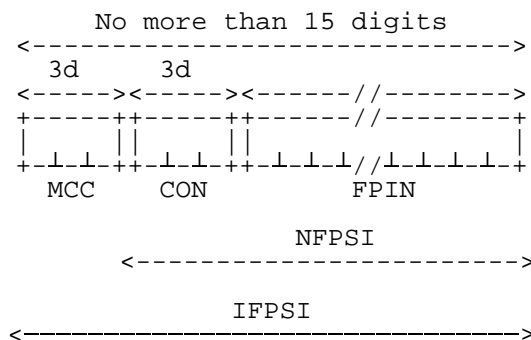 No more than 15 digits
3d 3d
MCC CON FPIN
NFPSI
IFPSI